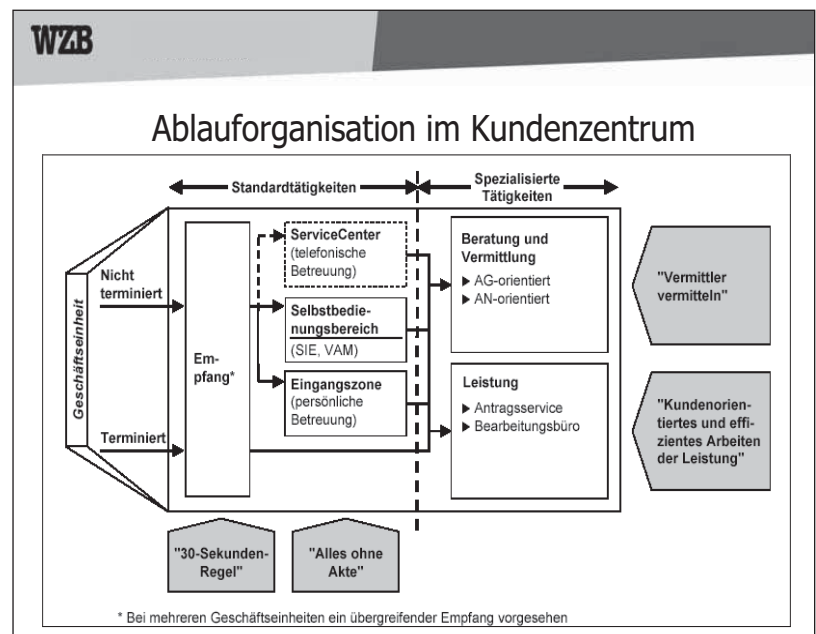 WZB
Ablauforganisation im Kundenzentrum
Standardtätigkeiten
Spezialisierte
Tätigkeiten
Geschäftseinheit
Nicht
terminiert
Terminiert
Em-
pfang*
ServiceCenter
(telefonische
Betreuung)
Selbstbedie-
nungsbereich
(SIE, VAM)
Eingangszone
(persönliche
Betreuung)
Beratung und
Vermittlung
▶ AG-orientiert
▶ AN-orientiert
Leistung
▶ Antragsservice
▶ Bearbeitungsbüro
"Vermittler
vermitteln"
"Kundenorien-
tiertes und effi-
zientes Arbeiten
der Leistung"
"30-Sekunden-
Regel"
"Alles ohne
Akte"
* Bei mehreren Geschäftseinheiten ein übergreifender Empfang vorgesehen